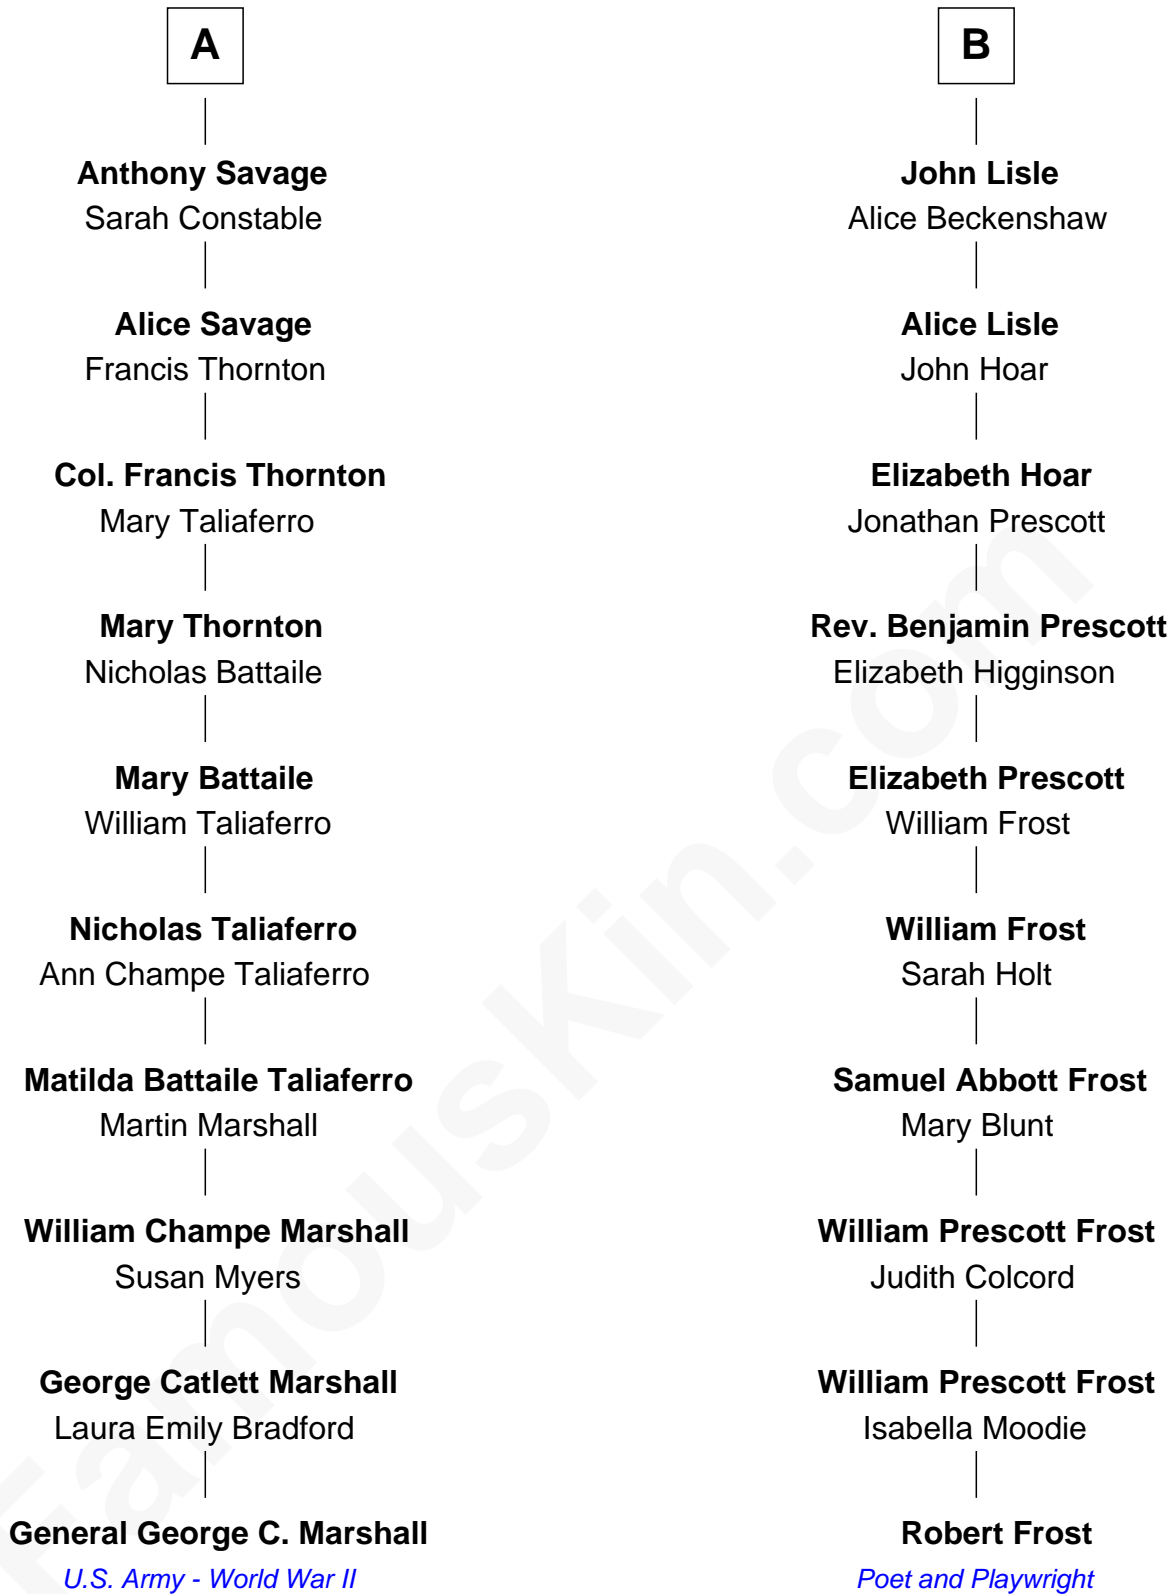 A
Anthony Savage
Sarah Constable
Alice Savage
Francis Thornton
Col. Francis Thornton
Mary Taliaferro
Mary Thornton
Nicholas Battaile
Mary Battaile
William Taliaferro
Nicholas Taliaferro
Ann Champe Taliaferro
Matilda Battaile Taliaferro
Martin Marshall
William Champe Marshall
Susan Myers
George Catlett Marshall
Laura Emily Bradford
General George C. Marshall
U.S. Army - World War II
B
John Lisle
Alice Beckenshaw
Alice Lisle
John Hoar
Elizabeth Hoar
Jonathan Prescott
Rev. Benjamin Prescott
Elizabeth Higginson
Elizabeth Prescott
William Frost
William Frost
Sarah Holt
Samuel Abbott Frost
Mary Blunt
William Prescott Frost
Judith Colcord
William Prescott Frost
Isabella Moodie
Robert Frost
Poet and Playwright
FamousKin.com